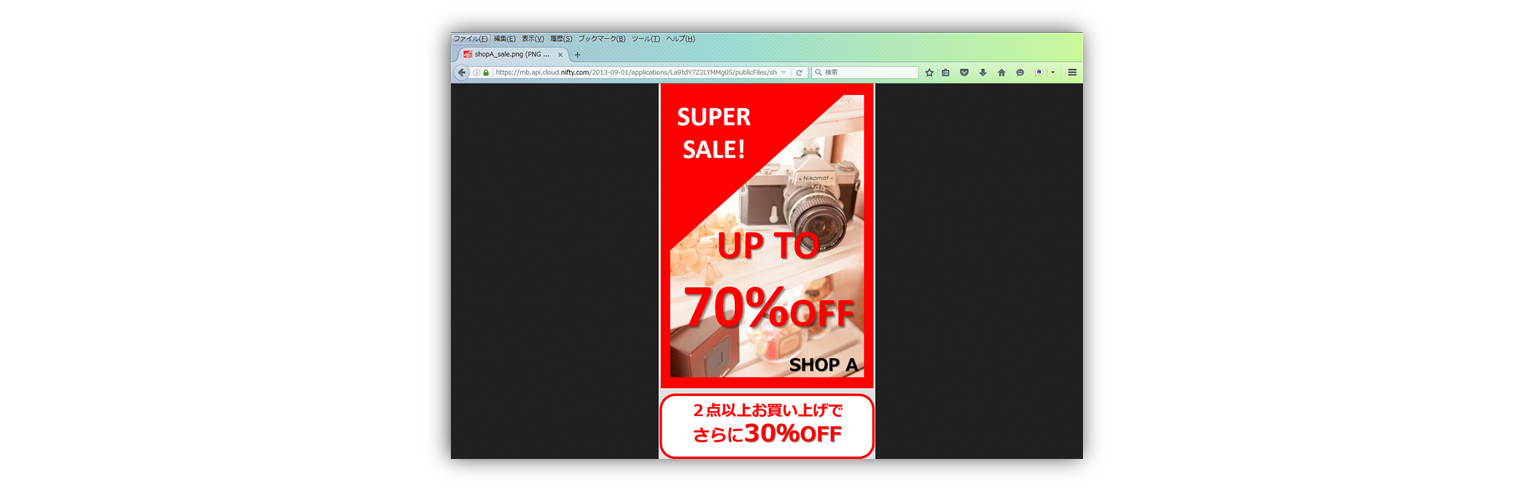 ファイル(F) 編集(E) 表示(V) 履歴(S) ブックマーク(B) ツール(T) ヘルプ(H)
shopA_sale.png (PNG ...
https://mb.api.cloud.nifty.com/2013-09-01/applications/La9tdY7Z2LYMMg0S/publicFiles/sh
検索
SUPER
SALE!
Nikomat
UP TO
70%OFF
SHOP A
２点以上お買い上げで
さらに30%OFF